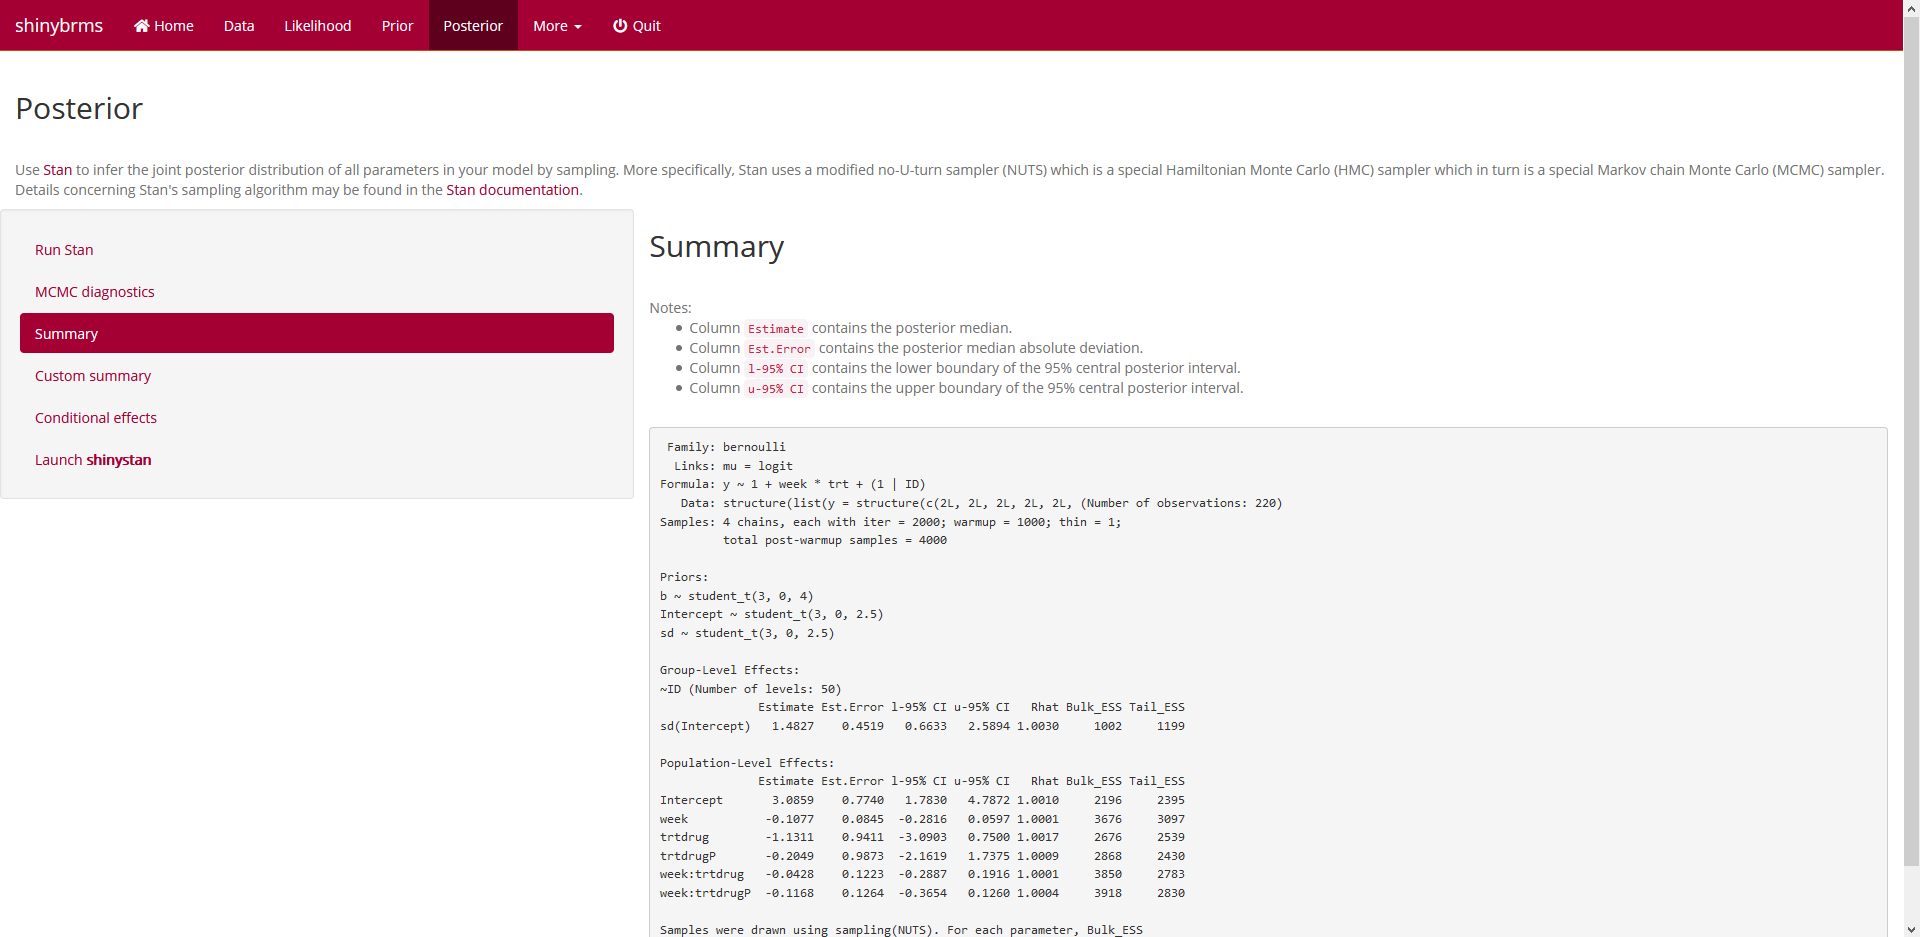 shinybrms Home Data Likelihood Prior Posterior More Quit
Posterior
Use Stan to infer the joint posterior distribution of all parameters in your model by sampling. More specifically, Stan uses a modified no-U-turn sampler (NUTS) which is a special Hamiltonian Monte Carlo (HMC) sampler which in turn is a special Markov chain Monte Carlo (MCMC) sampler.
Details concerning Stan's sampling algorithm may be found in the Stan documentation.
Run Stan
MCMC diagnostics
Summary
Custom summary
Conditional effects
Launch shinystan
Summary
Notes:
• Column Estimate contains the posterior median.
• Column Est.Error contains the posterior median absolute deviation.
• Column l-95% CI contains the lower boundary of the 95% central posterior interval.
• Column u-95% CI contains the upper boundary of the 95% central posterior interval.
 Family: bernoulli
  Links: mu = logit
Formula: y ~ 1 + week * trt + (1 | ID)
   Data: structure(list(y = structure(c(2L, 2L, 2L, 2L, 2L, (Number of observations: 220)
Samples: 4 chains, each with iter = 2000; warmup = 1000; thin = 1;
         total post-warmup samples = 4000
Priors:
b ~ student_t(3, 0, 4)
Intercept ~ student_t(3, 0, 2.5)
sd ~ student_t(3, 0, 2.5)
Group-Level Effects:
~ID (Number of levels: 50)
              Estimate Est.Error l-95% CI u-95% CI   Rhat Bulk_ESS Tail_ESS
sd(Intercept)   1.4827    0.4519   0.6633   2.5894 1.0030     1002     1199
Population-Level Effects:
              Estimate Est.Error l-95% CI u-95% CI   Rhat Bulk_ESS Tail_ESS
Intercept       3.0859    0.7740   1.7830   4.7872 1.0010     2196     2395
week           -0.1077    0.0845  -0.2816   0.0597 1.0001     3676     3097
trtdrug        -1.1311    0.9411  -3.0903   0.7500 1.0017     2676     2539
trtdrugP       -0.2049    0.9873  -2.1619   1.7375 1.0009     2868     2430
week:trtdrug   -0.0428    0.1223  -0.2887   0.1916 1.0001     3850     2783
week:trtdrugP  -0.1168    0.1264  -0.3654   0.1260 1.0004     3918     2830
Samples were drawn using sampling(NUTS). For each parameter, Bulk_ESS